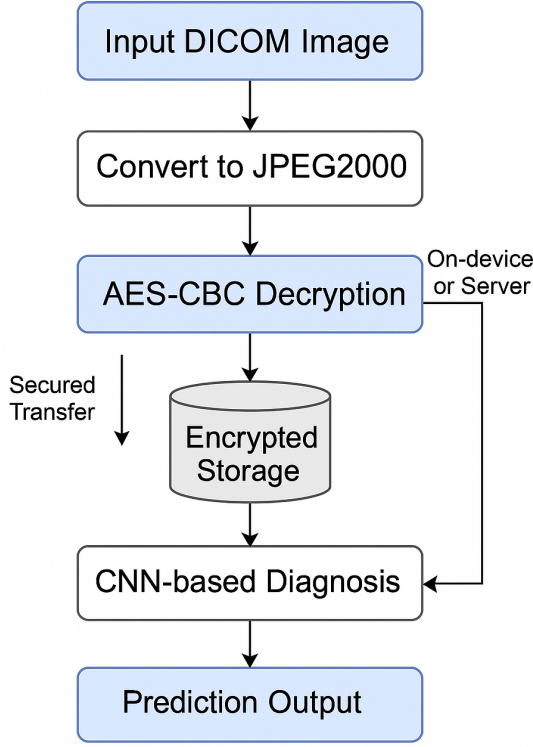 Input DICOM Image
Convert to JPEG2000
AES-CBC Decryption
On-device
or Server
Secured
Transfer
Encrypted
Storage
CNN-based Diagnosis
Prediction Output